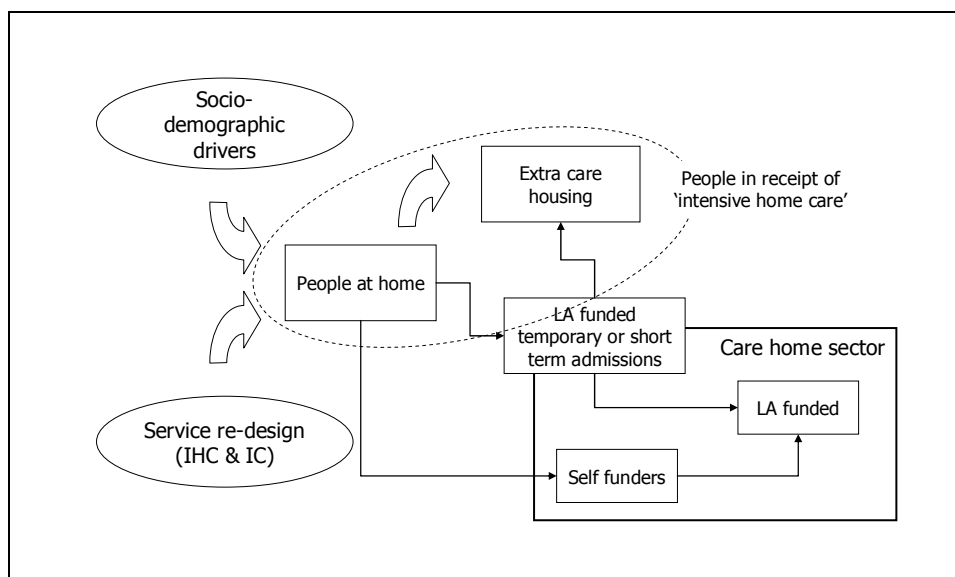 Socio-
demographic
drivers
Extra care
housing
People in receipt of
‘intensive home care’
People at home
LA funded
temporary or short
term admissions
Care home sector
LA funded
Service re-design
(IHC & IC)
Self funders